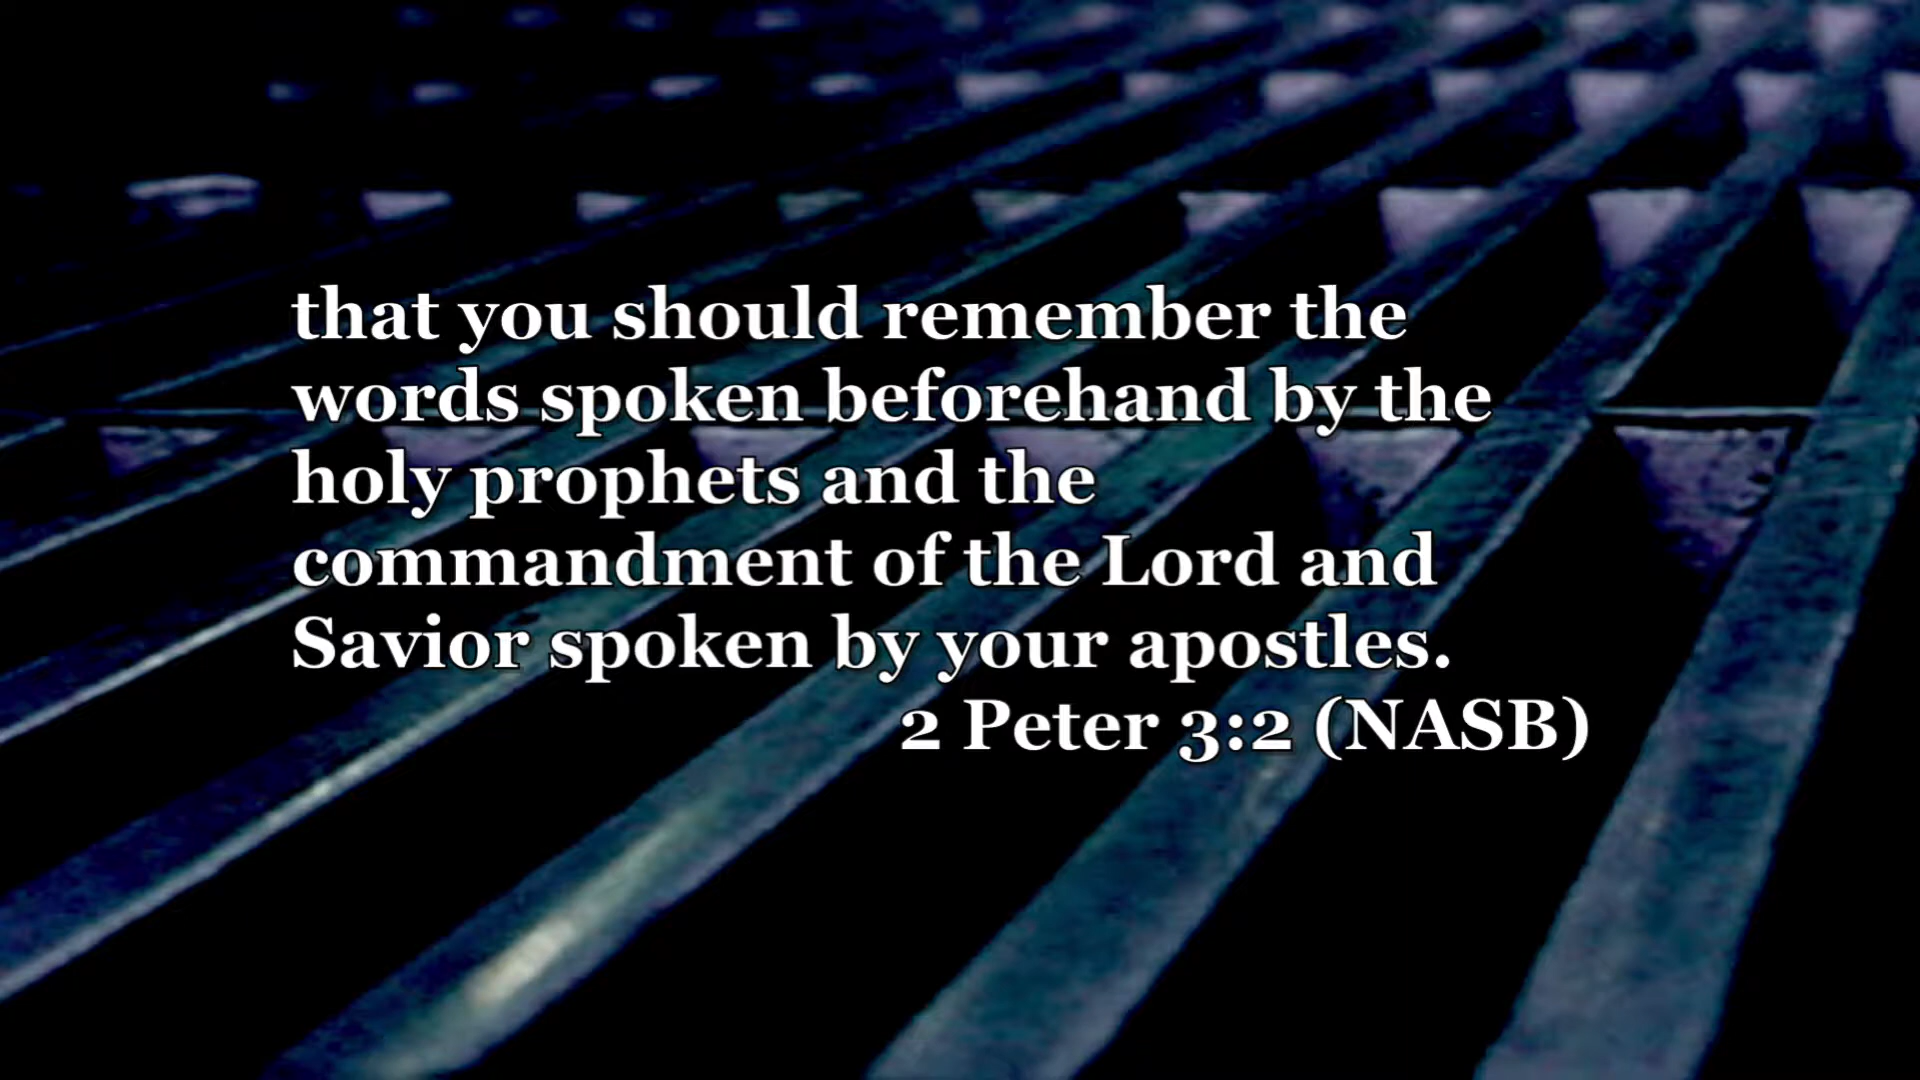 that you should remember the
words spoken beforehand by the
holy prophets and the
commandment of the Lord and
Savior spoken by your apostles.
2 Peter 3:2 (NASB)